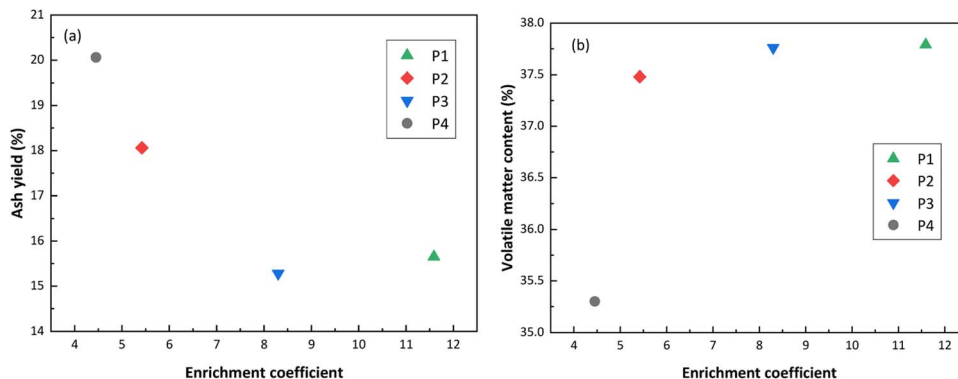 (a)
P1
P2
P3
P4
21
20
19
18
17
16
15
14
Ash yield (%)
4 5 6 7 8 9 10 11 12
Enrichment coefficient
(b)
P1
P2
P3
P4
38.0
37.5
37.0
36.5
36.0
35.5
35.0
Volatile matter content (%)
4 5 6 7 8 9 10 11 12
Enrichment coefficient